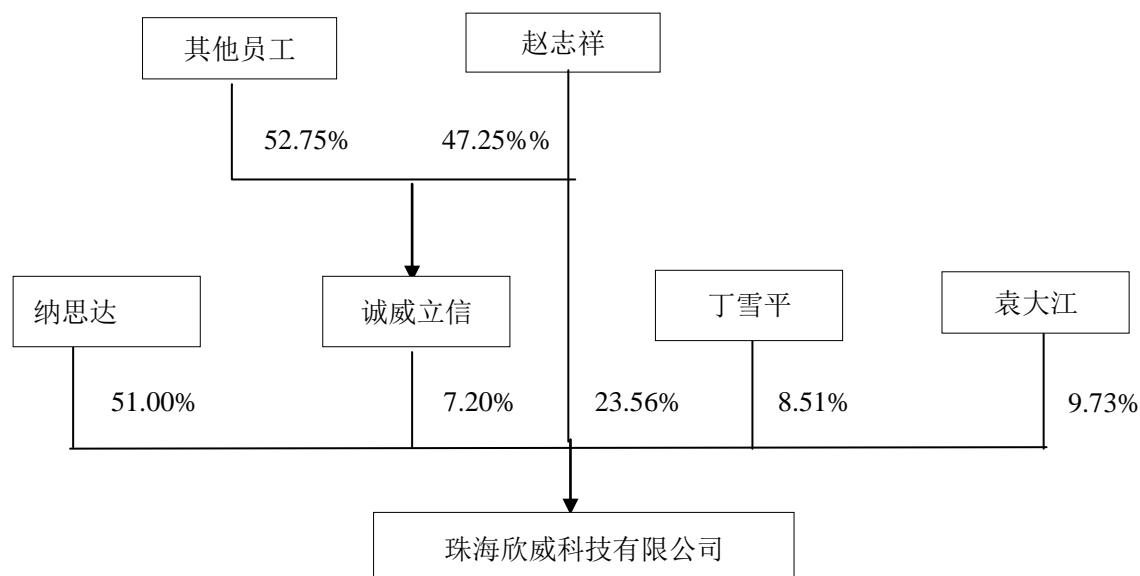 其他员工
赵志祥
52.75%
47.25%%
纳思达
诚威立信
丁雪平
袁大江
51.00%
7.20%
23.56%
8.51%
9.73%
珠海欣威科技有限公司